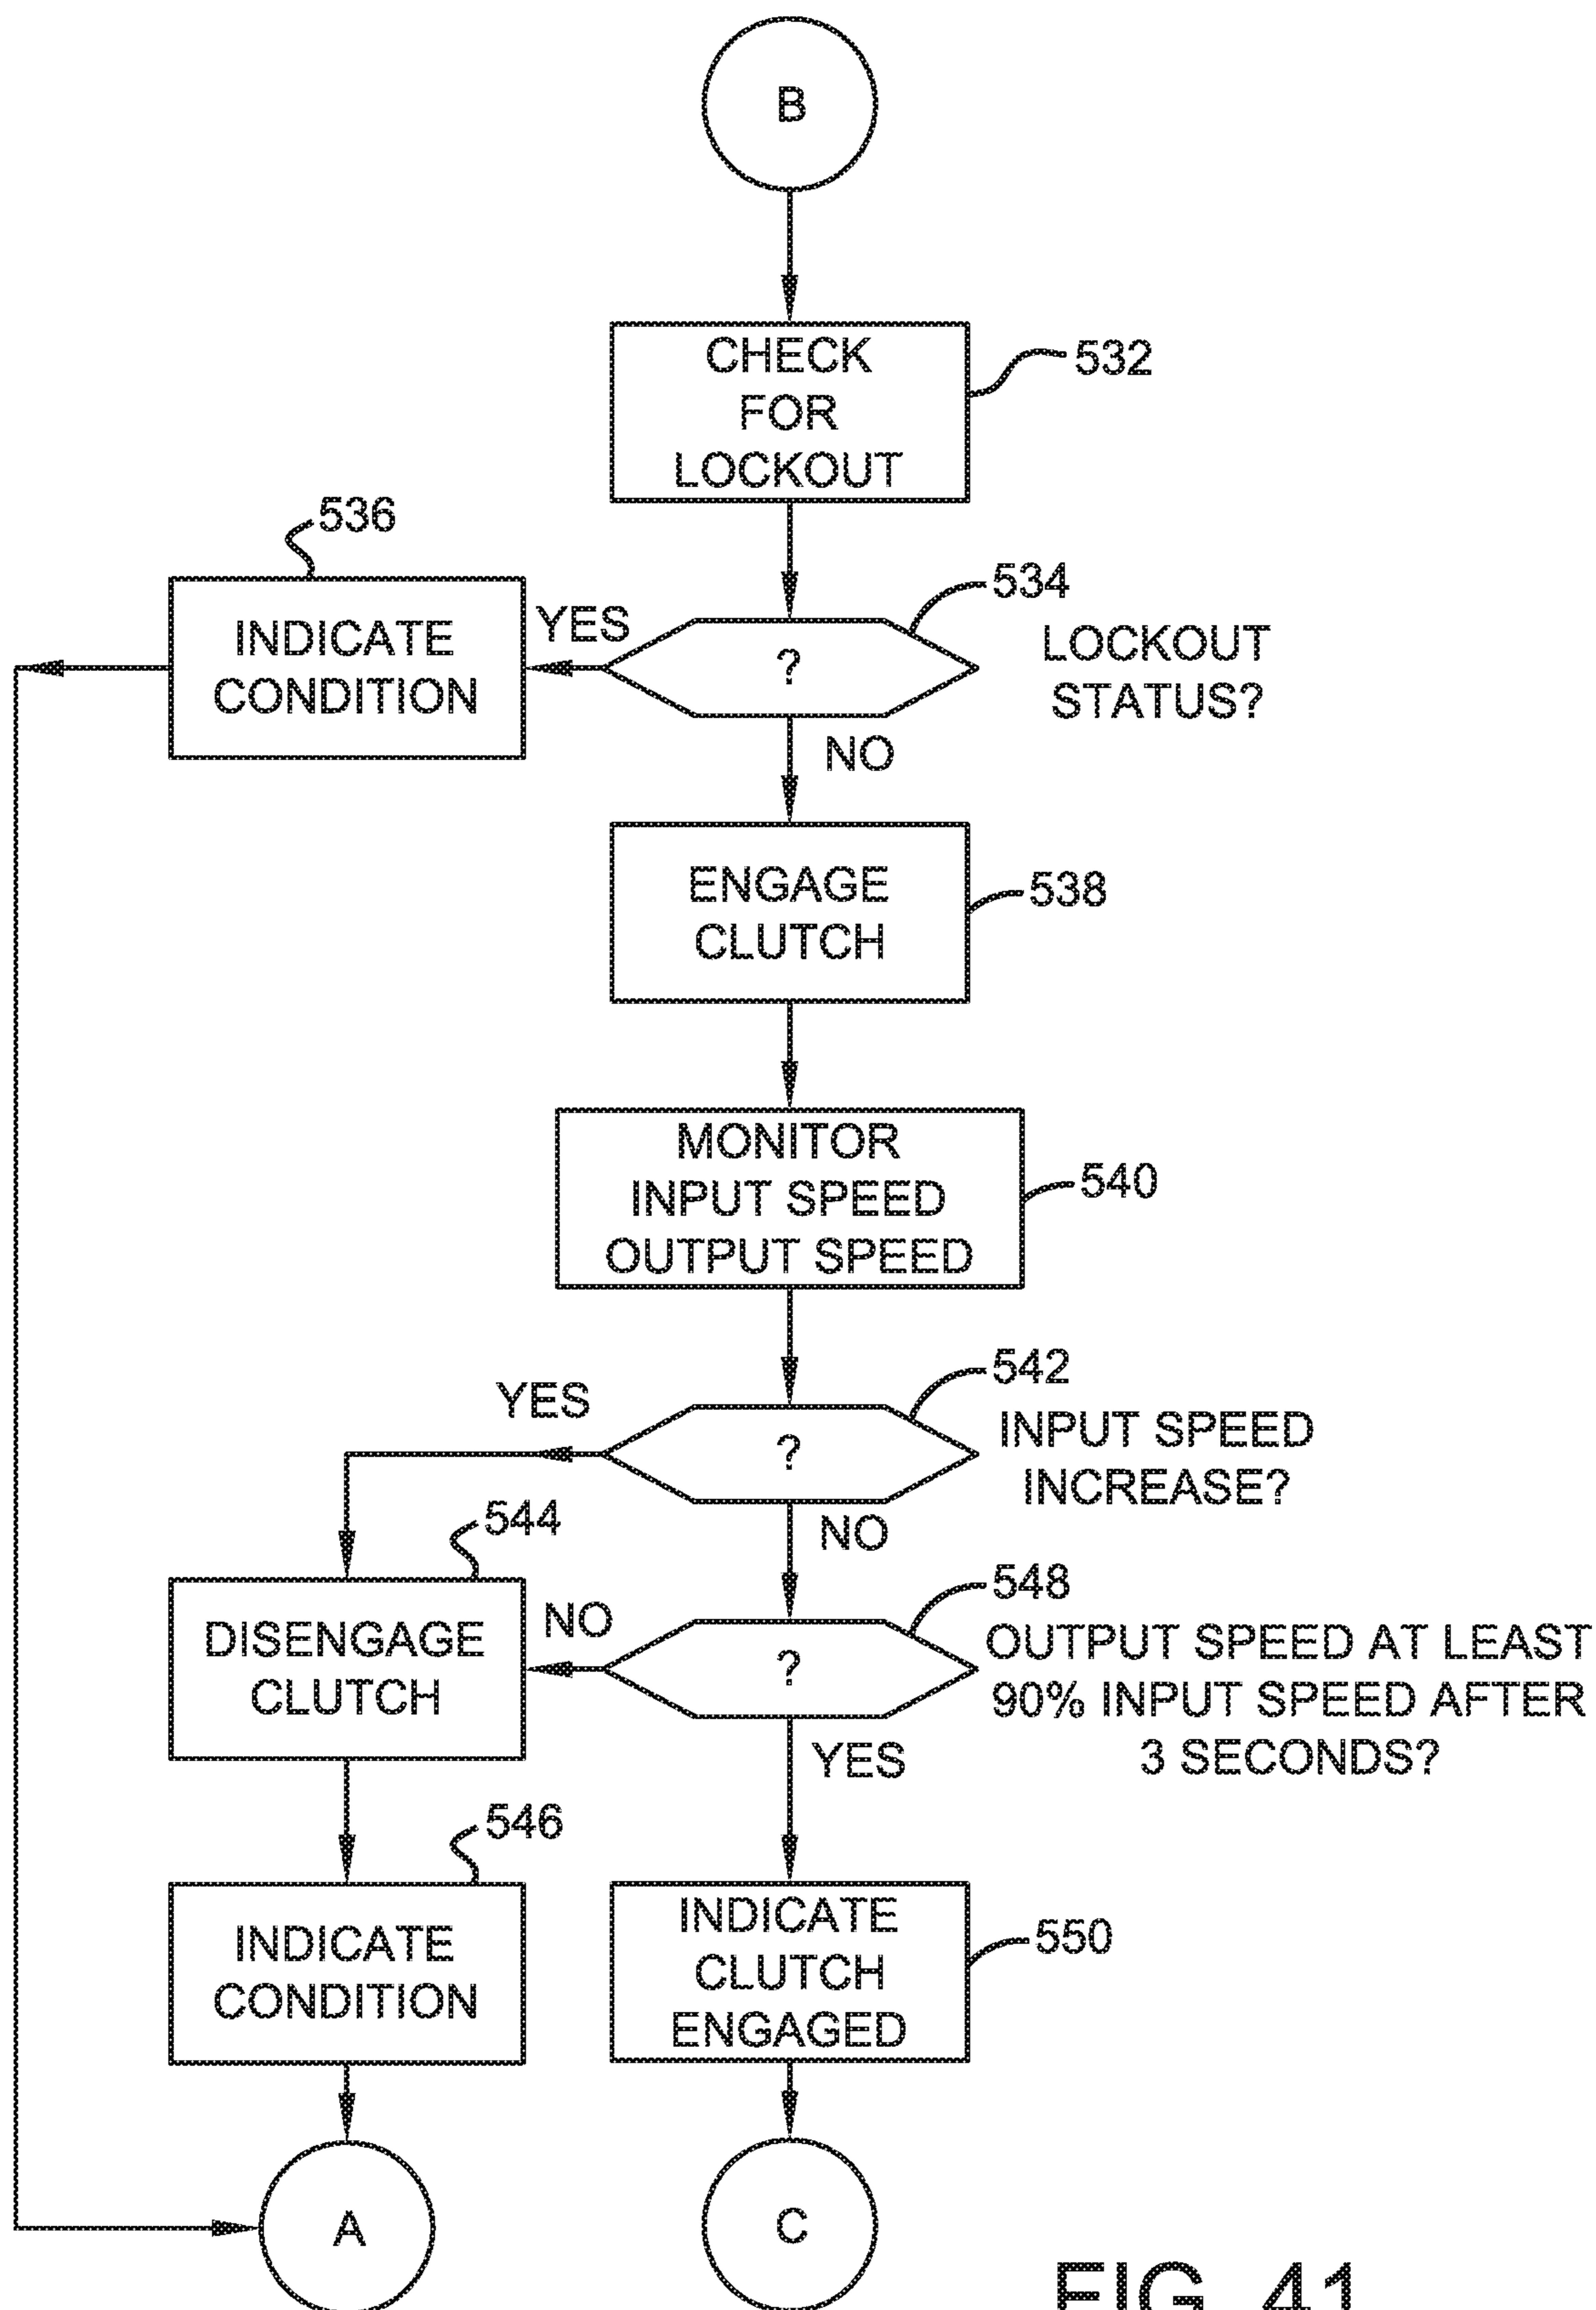 B
CHECK
FOR
LOCKOUT
532
536
534
INDICATE
CONDITION
YES
?
LOCKOUT
STATUS?
NO
ENGAGE
CLUTCH
538
MONITOR
INPUT SPEED
OUTPUT SPEED
540
542
YES
?
INPUT SPEED
INCREASE?
NO
544
548
DISENGAGE
CLUTCH
NO
?
OUTPUT SPEED AT LEAST
90% INPUT SPEED AFTER
3 SECONDS?
YES
546
INDICATE
CONDITION
INDICATE
CLUTCH
ENGAGED
550
A
C
FIG. 41